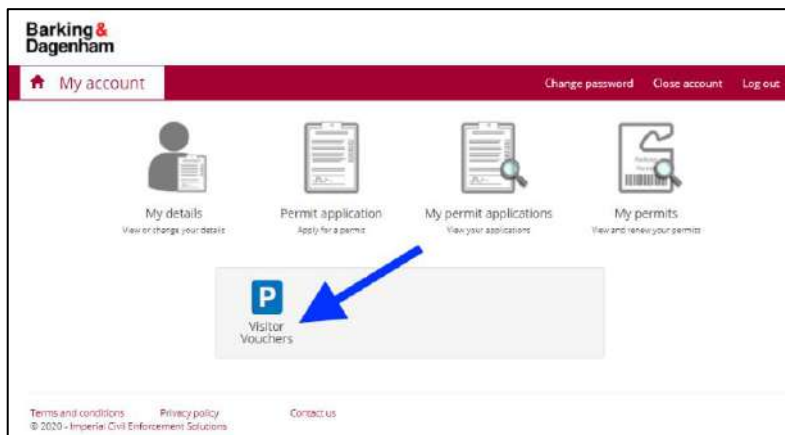 Barking &
Dagenham
My account
Change password Close account Log out
My details
View or change your details
Permit application
Apply for a permit
My permit applications
View your applications
My permits
View and renew your permits
P
Visitor
Vouchers
Terms and conditions Privacy policy Contact us
© 2020 - Imperial Civil Enforcement Solutions